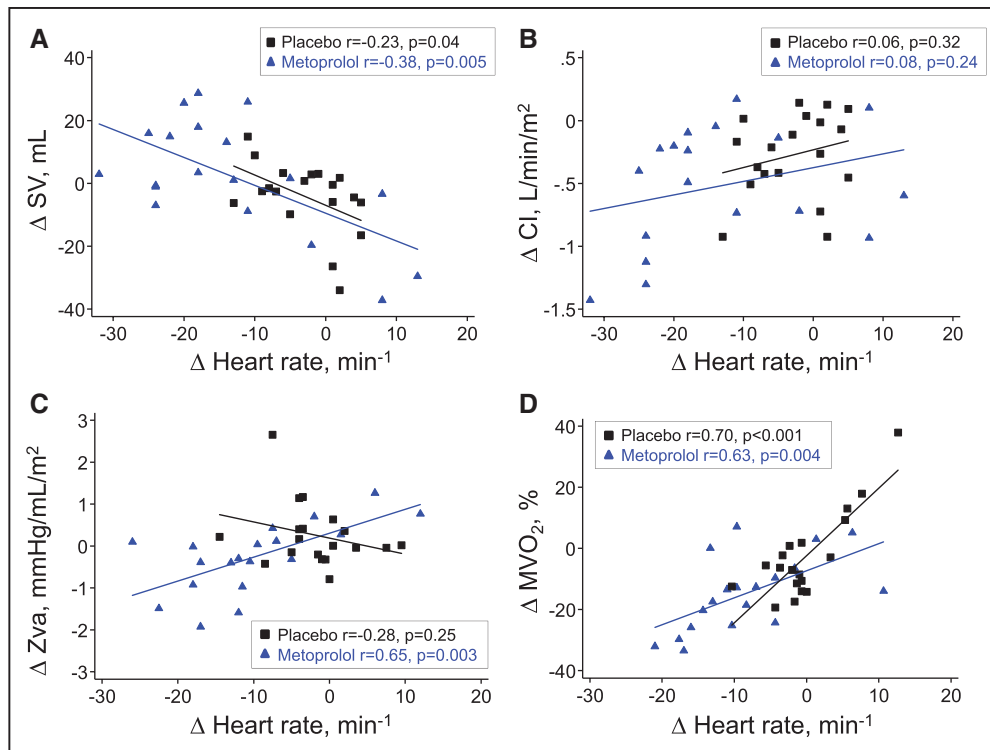 A
Placebo r=-0.23, p=0.04
Metoprolol r=-0.38, p=0.005
Δ SV, mL
40
20
0
-20
-40
-30 -20 -10 0 10 20
Δ Heart rate, min-1
B
Placebo r=0.06, p=0.32
Metoprolol r=0.08, p=0.24
Δ CI, L/min/m2
.5
0
-.5
-1
-1.5
-30 -20 -10 0 10 20
Δ Heart rate, min-1
C
Δ Zva, mmHg/mL/m2
3
2
1
0
-1
-2
-3
Placebo r=-0.28, p=0.25
Metoprolol r=0.65, p=0.003
-30 -20 -10 0 10 20
Δ Heart rate, min-1
D
Placebo r=0.70, p<0.001
Metoprolol r=0.63, p=0.004
Δ MVO2, %
40
20
0
-20
-40
-30 -20 -10 0 10 20
Δ Heart rate, min-1